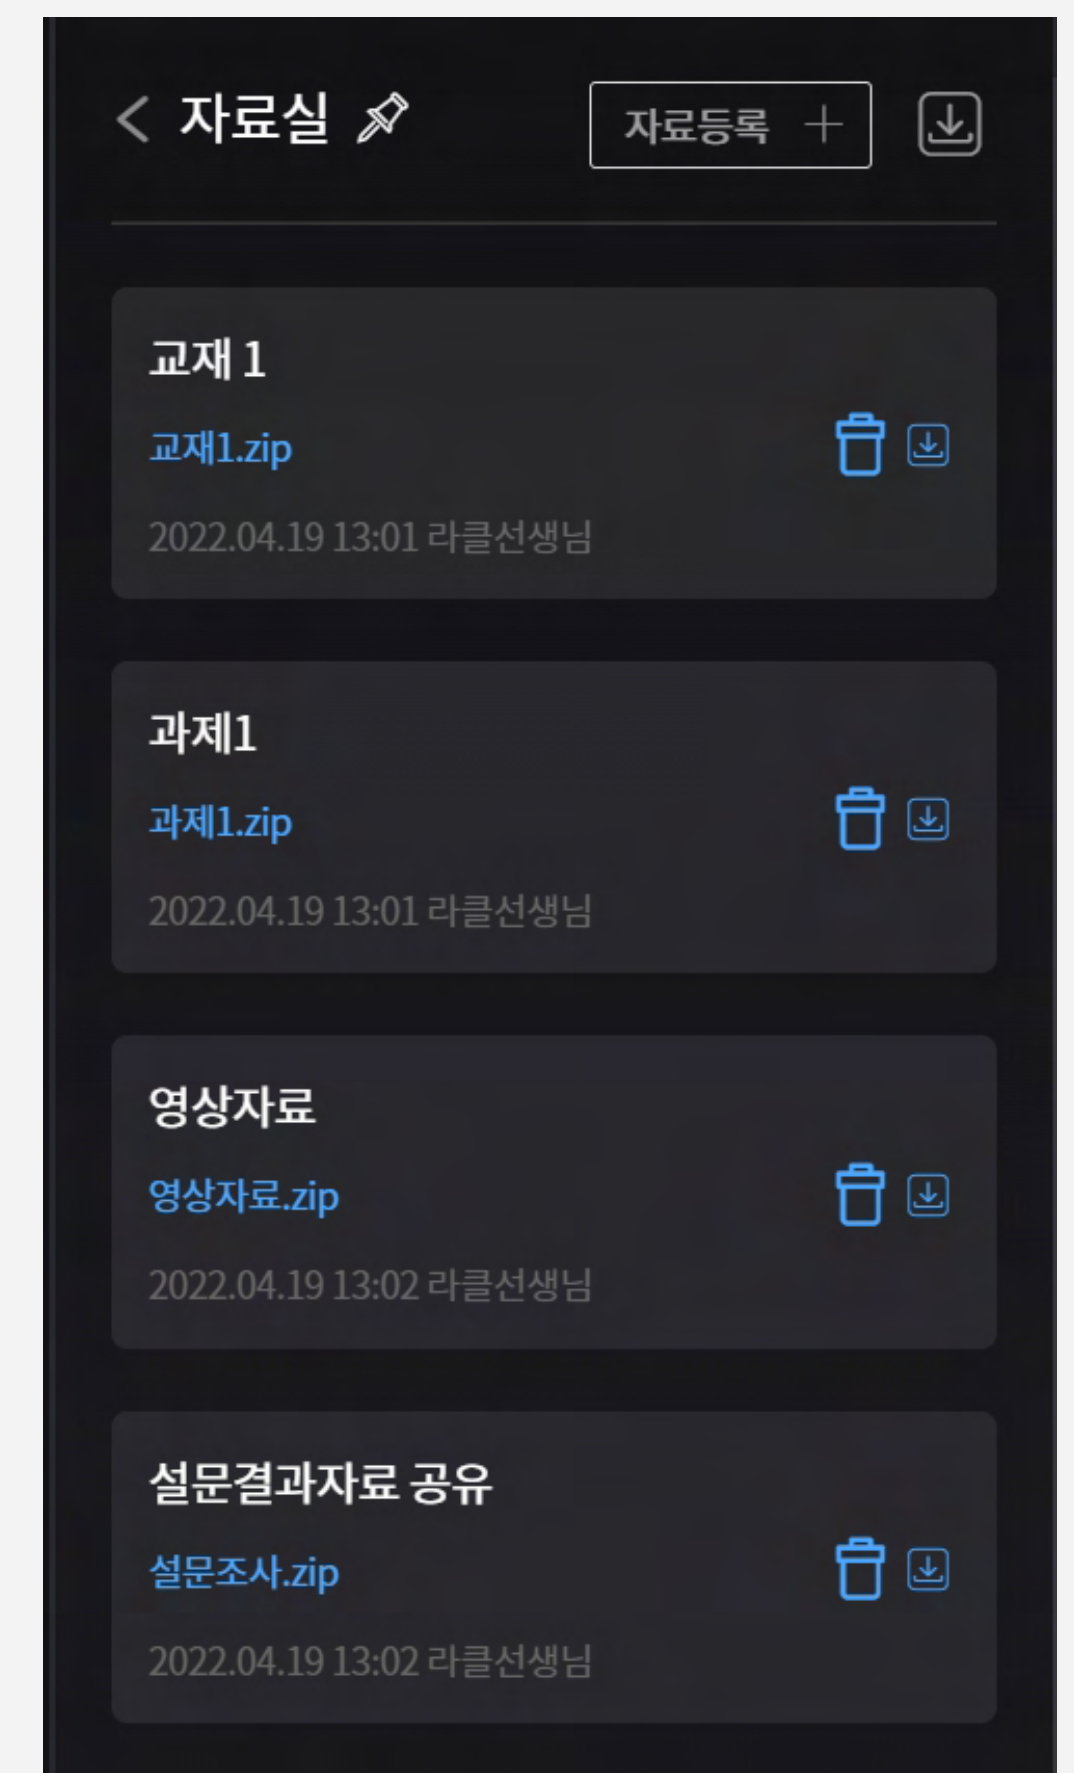 자료실
자료등록
교재 1
교재1.zip
2022.04.19 13:01 라클선생님
과제1
과제1.zip
2022.04.19 13:01 라클선생님
영상자료
영상자료.zip
2022.04.19 13:02 라클선생님
설문결과자료 공유
설문조사.zip
2022.04.19 13:02 라클선생님